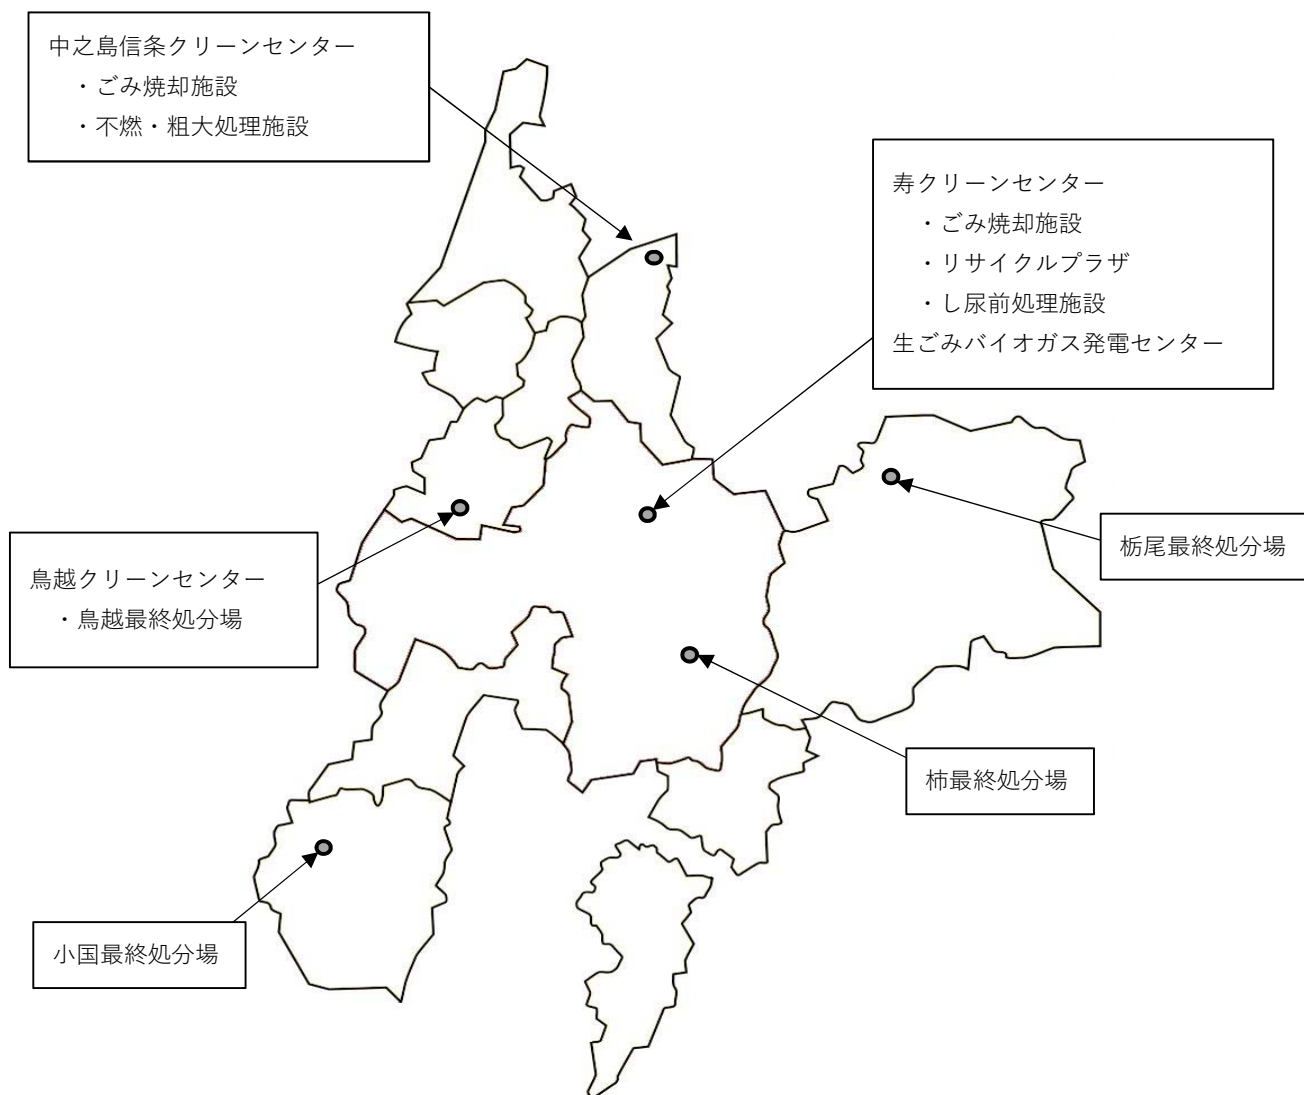 中之島信条クリーンセンター
・ごみ焼却施設
・不燃・粗大処理施設
寿クリーンセンター
・ごみ焼却施設
・リサイクルプラザ
・し尿前処理施設
生ごみバイオガス発電センター
栃尾最終処分場
鳥越クリーンセンター
・鳥越最終処分場
柿最終処分場
小国最終処分場